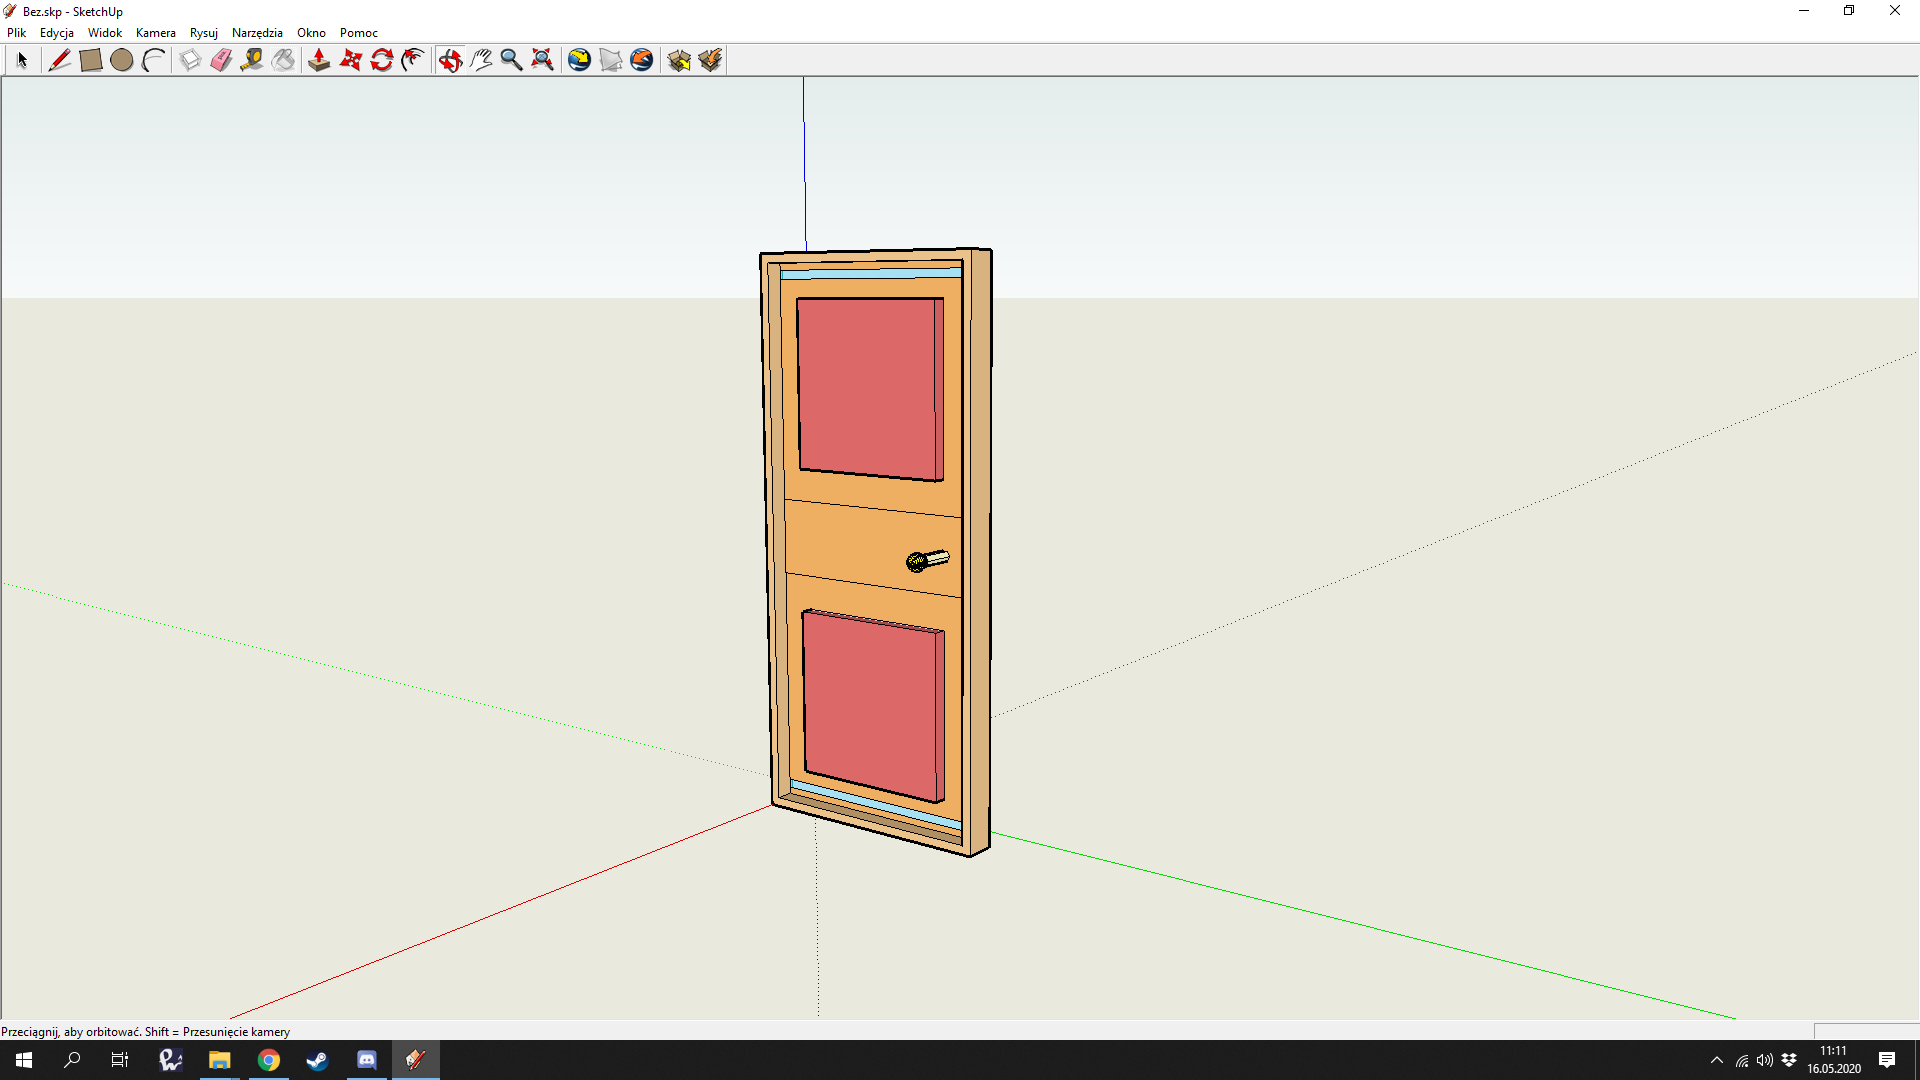 Bez.skp - SketchUp
Plik Edycja Widok Kamera Rysuj Narzędzia Okno Pomoc
Przeciągnij, aby orbitować. Shift = Przesunięcie kamery
11:11
16.05.2020